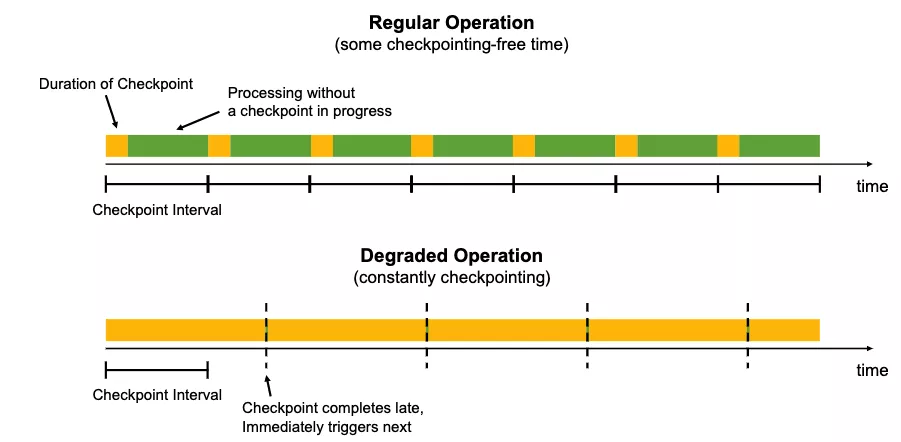 Regular Operation
(some checkpointing-free time)
Duration of Checkpoint
Processing without
a checkpoint in progress
time
Checkpoint Interval
Degraded Operation
(constantly checkpointing)
time
Checkpoint Interval
Checkpoint completes late,
Immediately triggers next